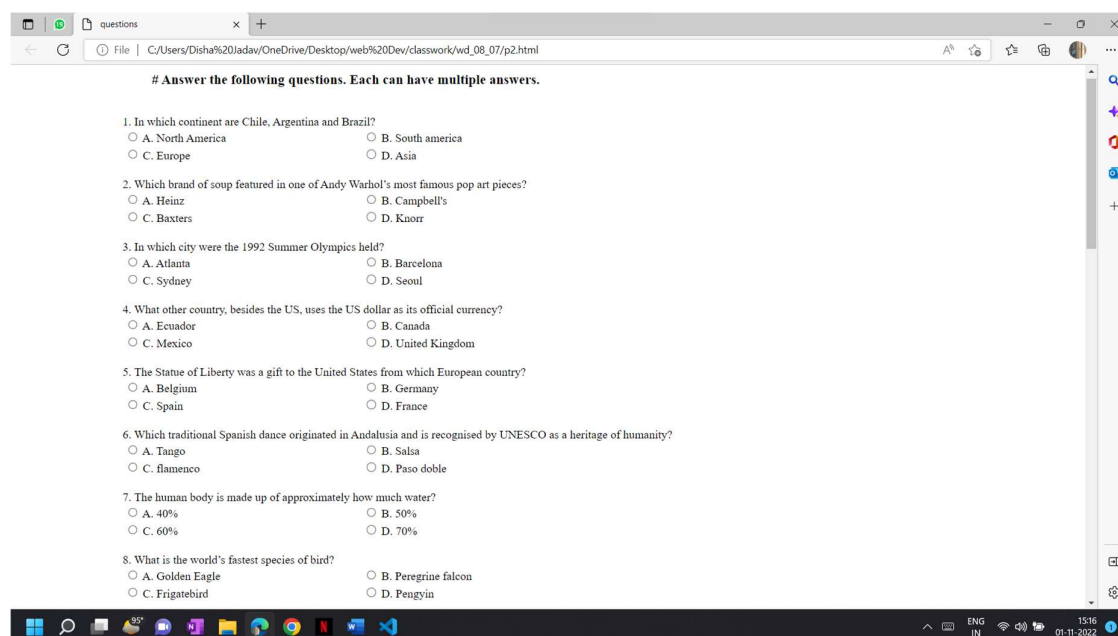 questions
File | C:/Users/Disha%20Jadav/OneDrive/Desktop/web%20Dev/classwork/wd_08_07/p2.html
# Answer the following questions. Each can have multiple answers.
1. In which continent are Chile, Argentina and Brazil?
A. North America B. South america
C. Europe D. Asia
2. Which brand of soup featured in one of Andy Warhol’s most famous pop art pieces?
A. Heinz B. Campbell's
C. Baxters D. Knorr
3. In which city were the 1992 Summer Olympics held?
A. Atlanta B. Barcelona
C. Sydney D. Seoul
4. What other country, besides the US, uses the US dollar as its official currency?
A. Ecuador B. Canada
C. Mexico D. United Kingdom
5. The Statue of Liberty was a gift to the United States from which European country?
A. Belgium B. Germany
C. Spain D. France
6. Which traditional Spanish dance originated in Andalusia and is recognised by UNESCO as a heritage of humanity?
A. Tango B. Salsa
C. flamenco D. Paso doble
7. The human body is made up of approximately how much water?
A. 40% B. 50%
C. 60% D. 70%
8. What is the world’s fastest species of bird?
A. Golden Eagle B. Peregrine falcon
C. Frigatebird D. Pengyin
95°
ENG 15:16
IN 01-11-2022